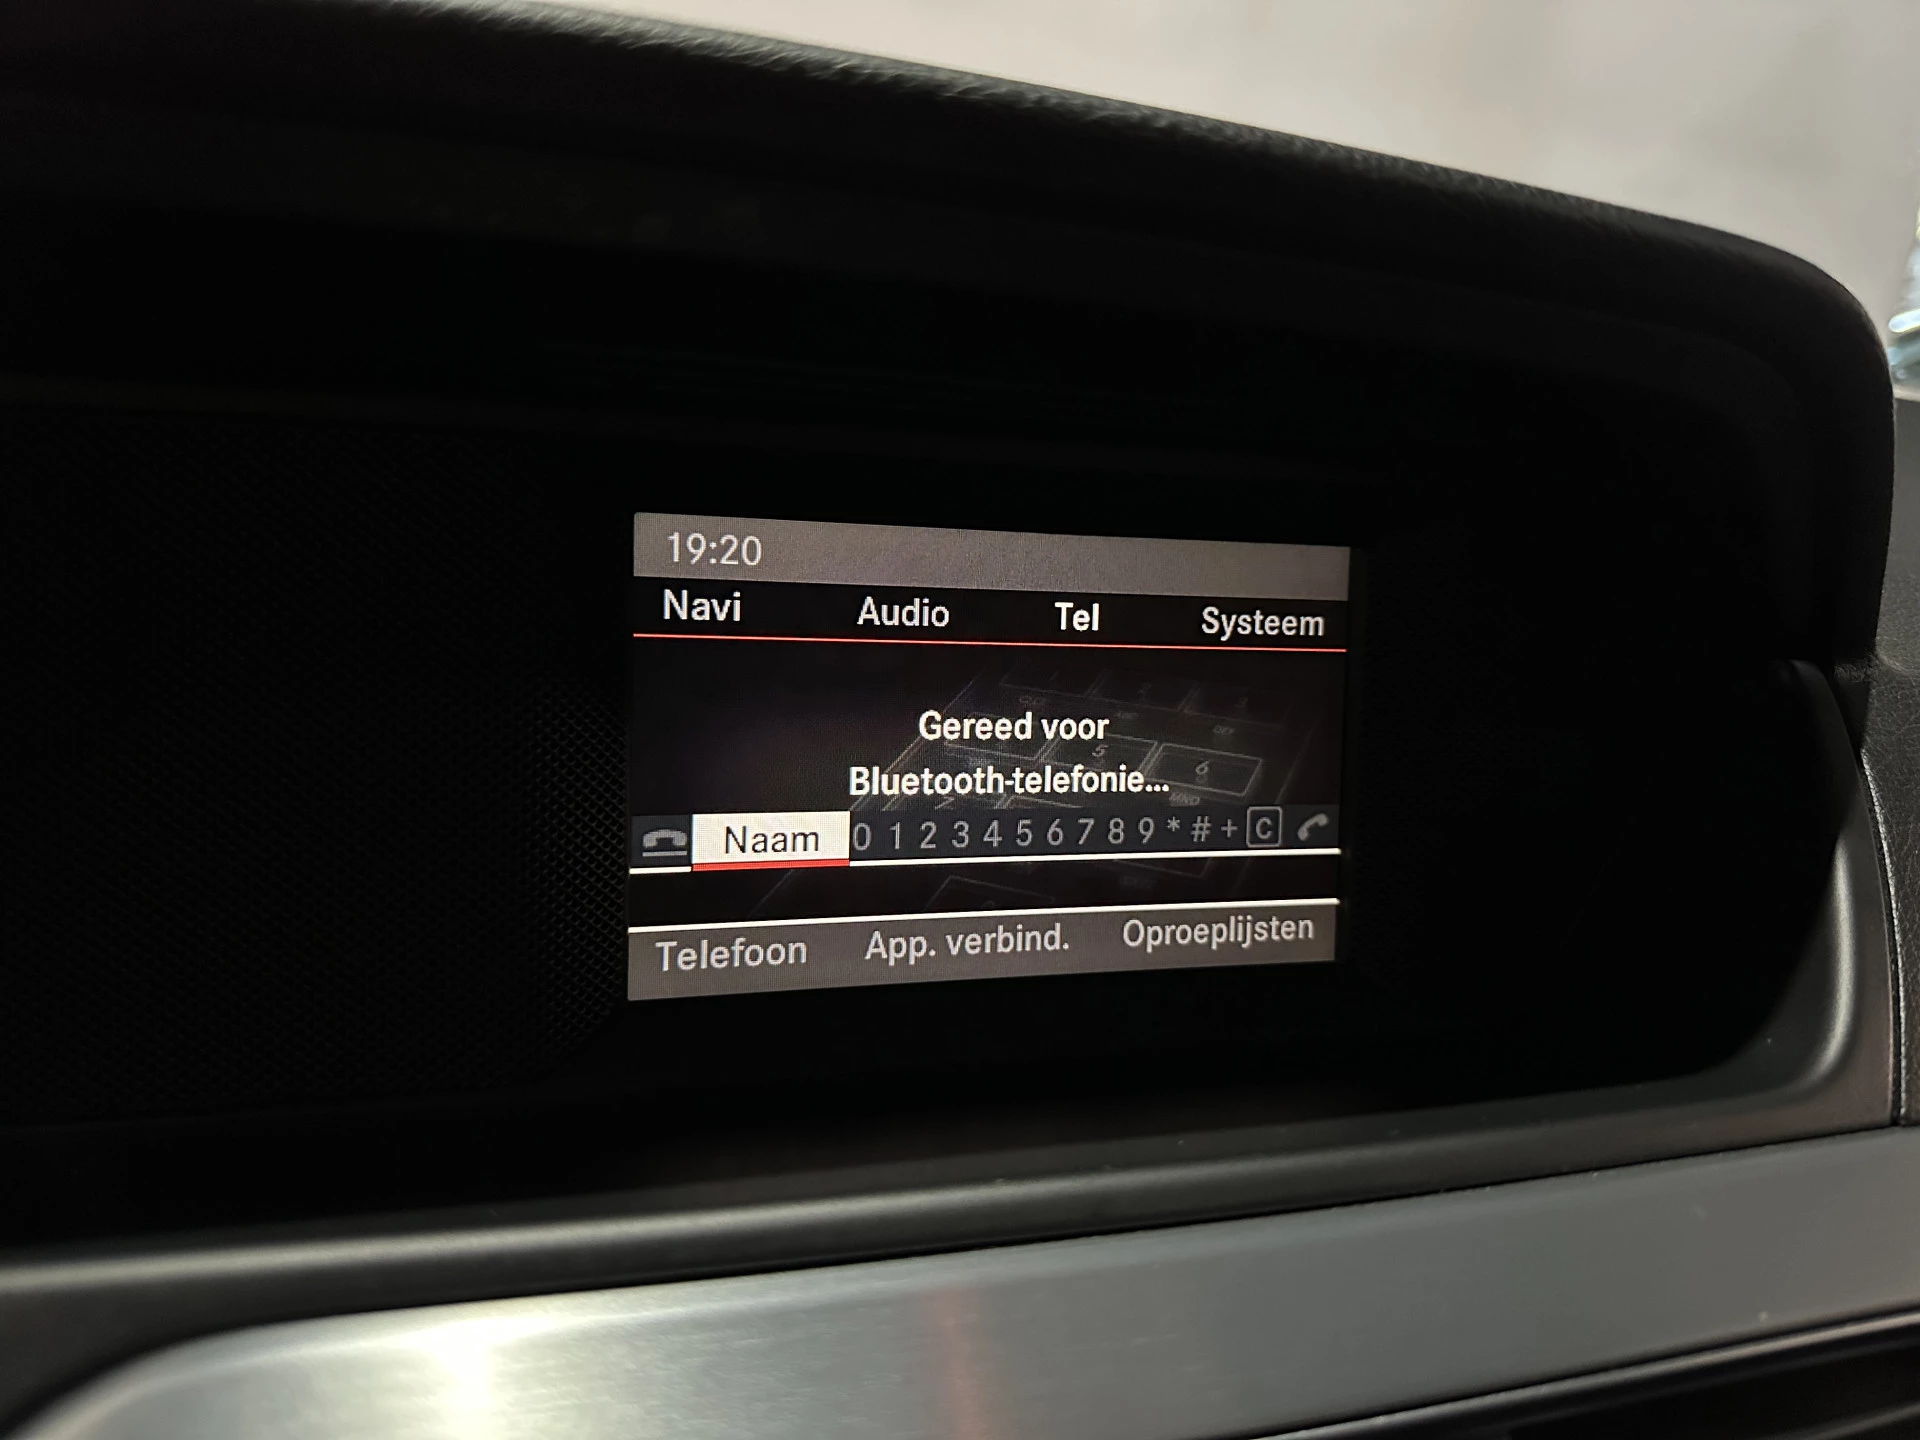 19:20
Navi Audio Tel Systeem
Gereed voor
Bluetooth-telefonie...
Naam 0 1 2 3 4 5 6 7 8 9 * # + C
Telefoon App. verbind. Oproeplijsten